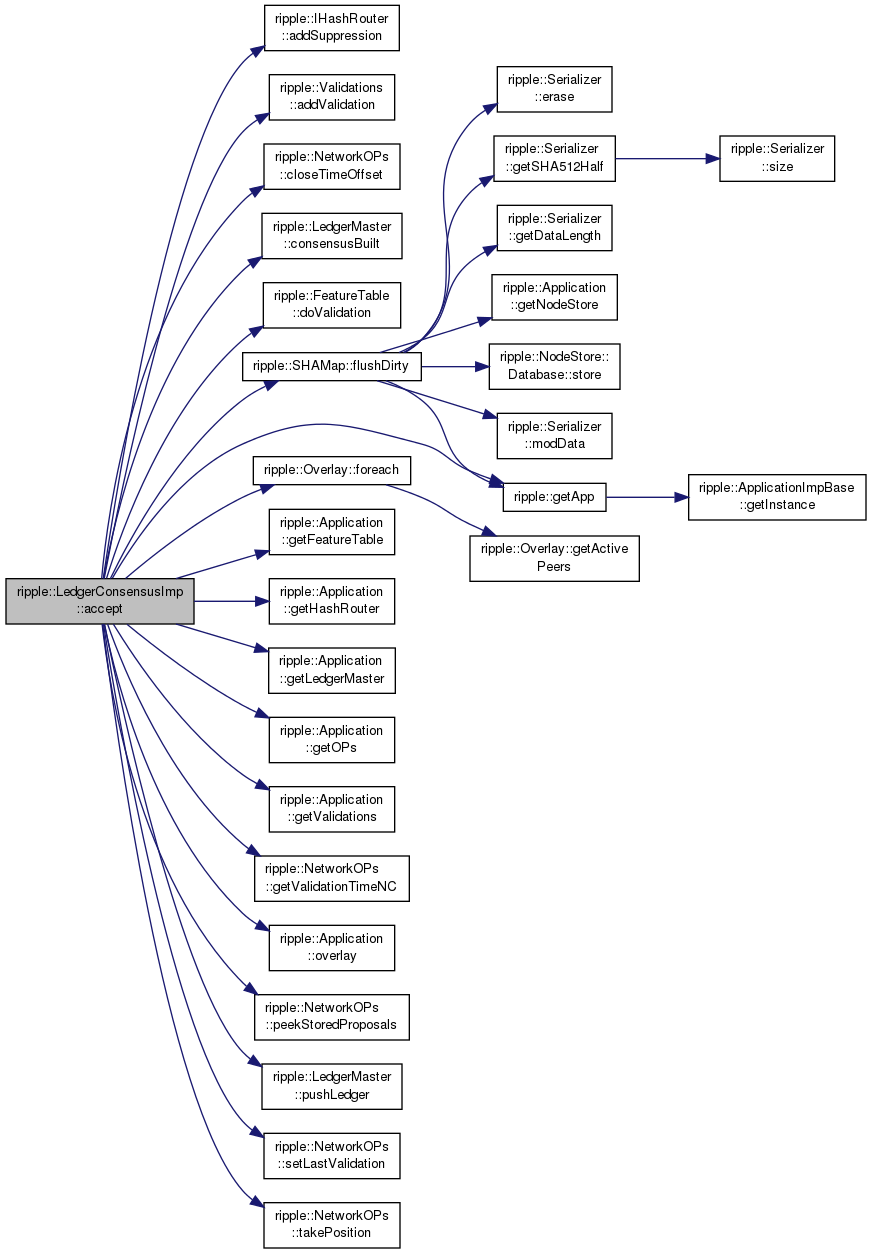 ripple::IHashRouter
::addSuppression
ripple::Validations
::addValidation
ripple::NetworkOPs
::closeTimeOffset
ripple::LedgerMaster
::consensusBuilt
ripple::FeatureTable
::doValidation
ripple::SHAMap::flushDirty
ripple::Overlay::foreach
ripple::Application
::getFeatureTable
ripple::LedgerConsensusImp
::accept
ripple::Application
::getHashRouter
ripple::Application
::getLedgerMaster
ripple::Application
::getOPs
ripple::Application
::getValidations
ripple::NetworkOPs
::getValidationTimeNC
ripple::Application
::overlay
ripple::NetworkOPs
::peekStoredProposals
ripple::LedgerMaster
::pushLedger
ripple::NetworkOPs
::setLastValidation
ripple::NetworkOPs
::takePosition
ripple::Serializer
::erase
ripple::Serializer
::getSHA512Half
ripple::Serializer
::getDataLength
ripple::Application
::getNodeStore
ripple::NodeStore::
Database::store
ripple::Serializer
::modData
ripple::getApp
ripple::Overlay::getActive
Peers
ripple::Serializer
::size
ripple::ApplicationImpBase
::getInstance